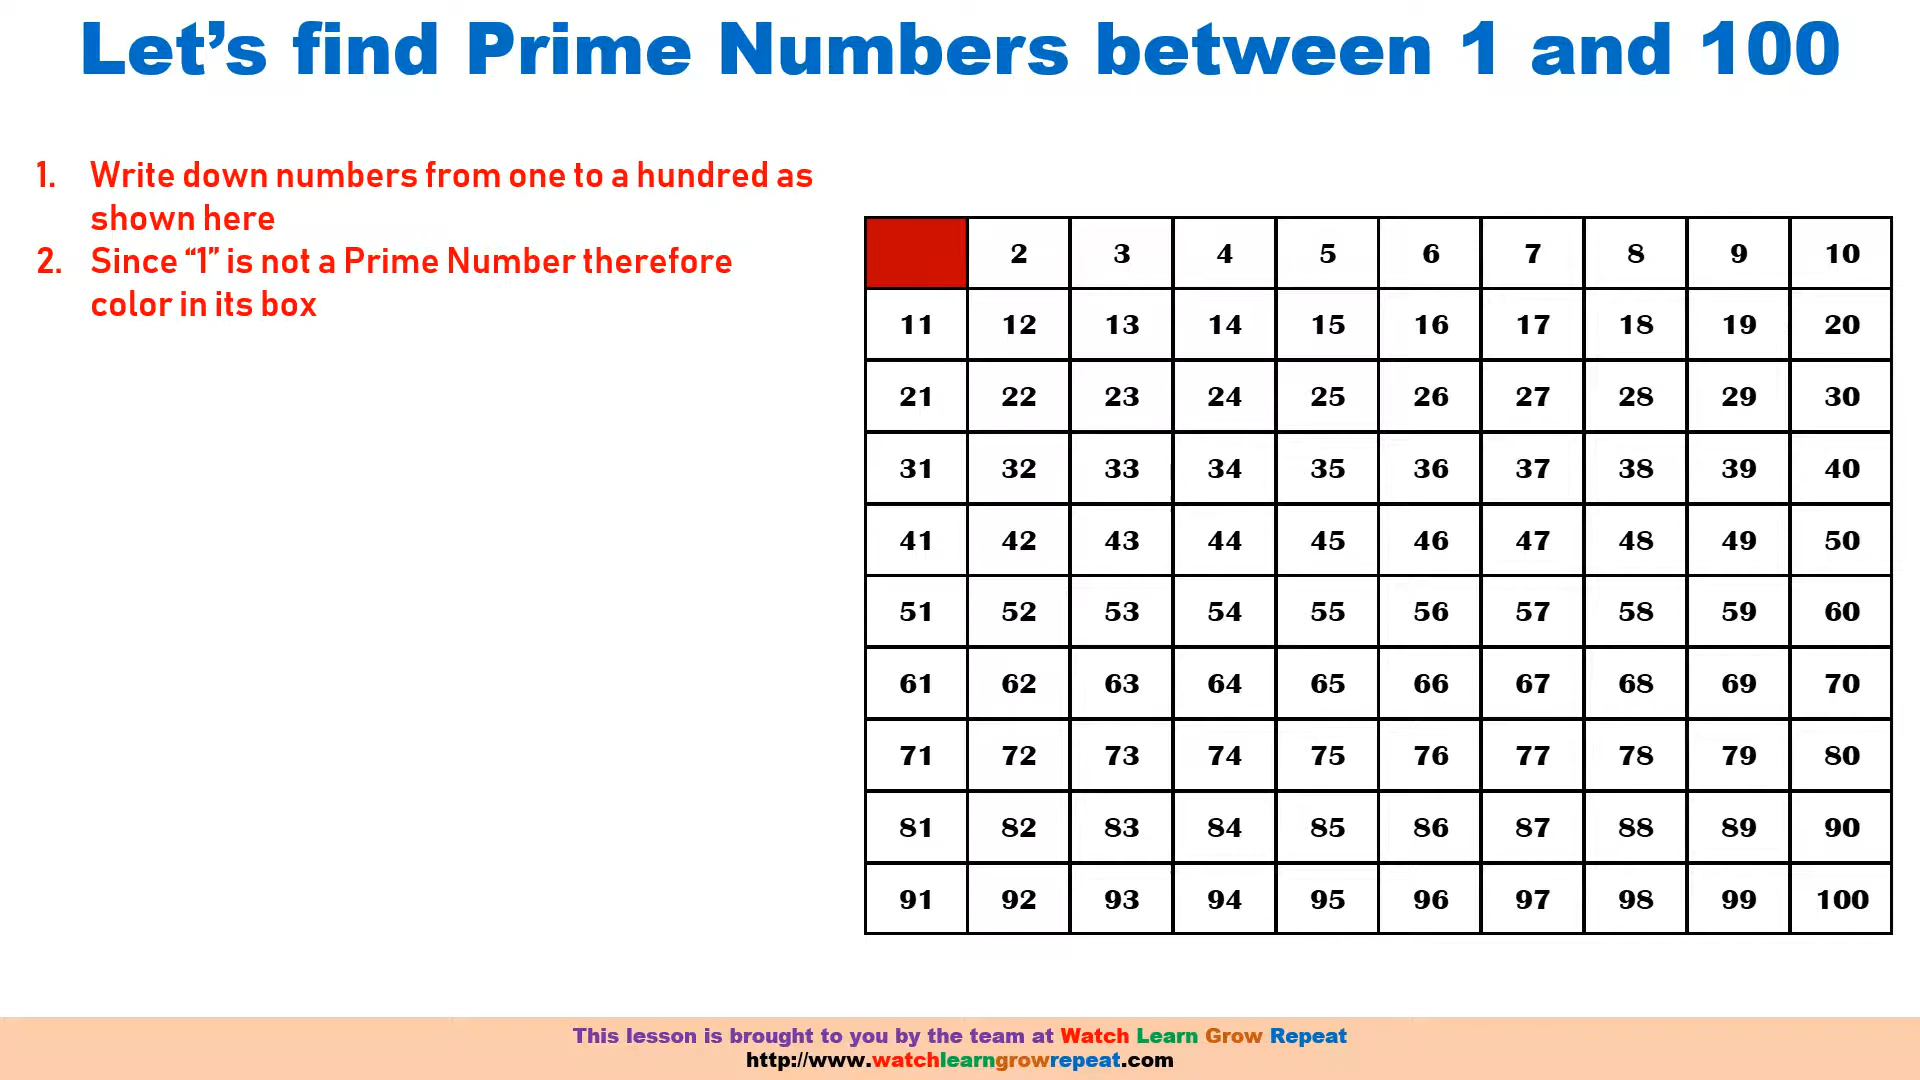 Let’s find Prime Numbers between 1 and 100
1. Write down numbers from one to a hundred as
shown here
2. Since “1” is not a Prime Number therefore
color in its box
2 3 4 5 6 7 8 9 10
11 12 13 14 15 16 17 18 19 20
21 22 23 24 25 26 27 28 29 30
31 32 33 34 35 36 37 38 39 40
41 42 43 44 45 46 47 48 49 50
51 52 53 54 55 56 57 58 59 60
61 62 63 64 65 66 67 68 69 70
71 72 73 74 75 76 77 78 79 80
81 82 83 84 85 86 87 88 89 90
91 92 93 94 95 96 97 98 99 100
This lesson is brought to you by the team at Watch Learn Grow Repeat
http://www.watchlearngrowrepeat.com